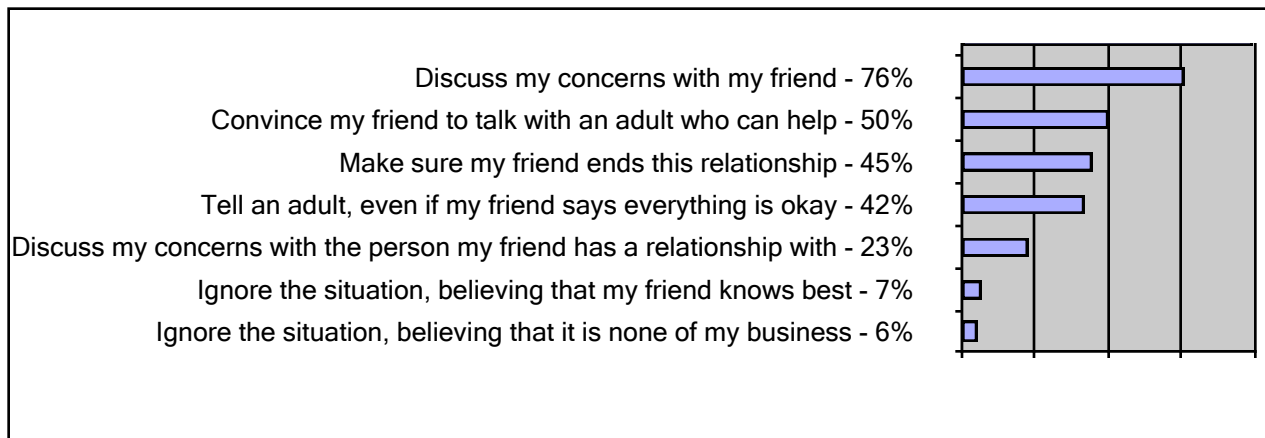 Discuss my concerns with my friend - 76%
Convince my friend to talk with an adult who can help - 50%
Make sure my friend ends this relationship - 45%
Tell an adult, even if my friend says everything is okay - 42%
Discuss my concerns with the person my friend has a relationship with - 23%
Ignore the situation, believing that my friend knows best - 7%
Ignore the situation, believing that it is none of my business - 6%